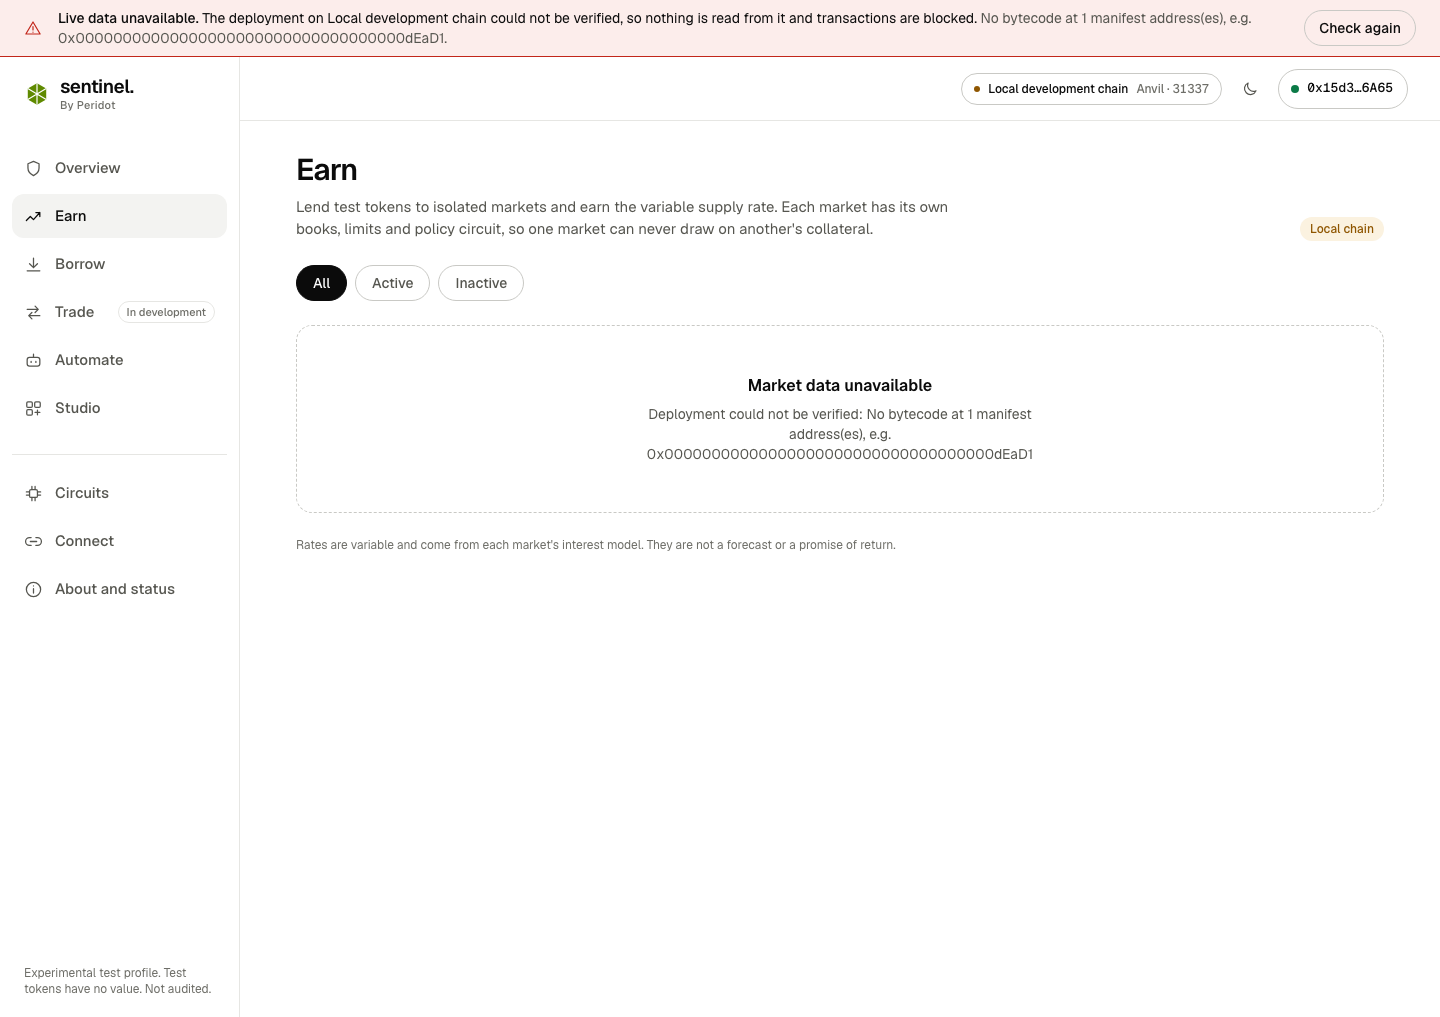 Live data unavailable. The deployment on Local development chain could not be verified, so nothing is read from it and transactions are blocked. No bytecode at 1 manifest address(es), e.g.
0x000000000000000000000000000000000000dEaD1.
Check again
sentinel.
By Peridot
Local development chain Anvil · 31337
0x15d3…6A65
Overview
Earn
Borrow
Trade In development
Automate
Studio
Circuits
Connect
About and status
Experimental test profile. Test
tokens have no value. Not audited.
Earn
Lend test tokens to isolated markets and earn the variable supply rate. Each market has its own
books, limits and policy circuit, so one market can never draw on another's collateral.
Local chain
All Active Inactive
Market data unavailable
Deployment could not be verified: No bytecode at 1 manifest
address(es), e.g.
0x000000000000000000000000000000000000dEaD1
Rates are variable and come from each market's interest model. They are not a forecast or a promise of return.